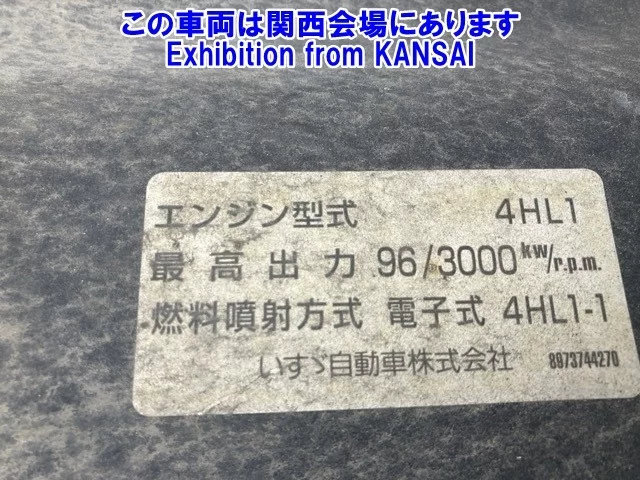 この車両は関西会場にあります
Exhibition from KANSAI
エンジン型式 4HL1
最高出力 96/3000 kw/r.p.m.
燃料噴射方式 電子式 4HL1-1
いすゞ自動車株式会社 8973744270